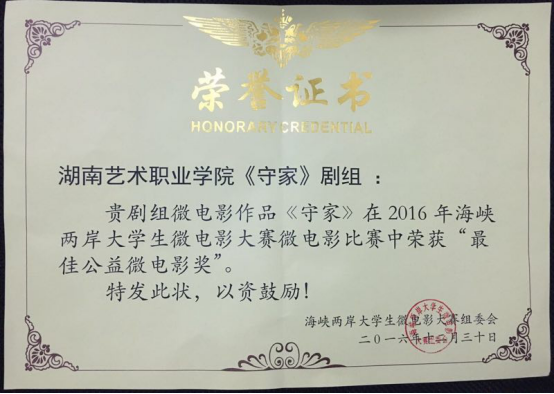 荣誉证书
HONORARY CREDENTIAL
湖南艺术职业学院《守家》剧组 ：
贵剧组微电影作品《守家》在2016年海峡
两岸大学生微电影大赛微电影比赛中荣获“最
佳公益微电影奖”。
特发此状，以资鼓励！
海峡两岸大学生微电影大赛组委会
二〇一六年十二月三十日